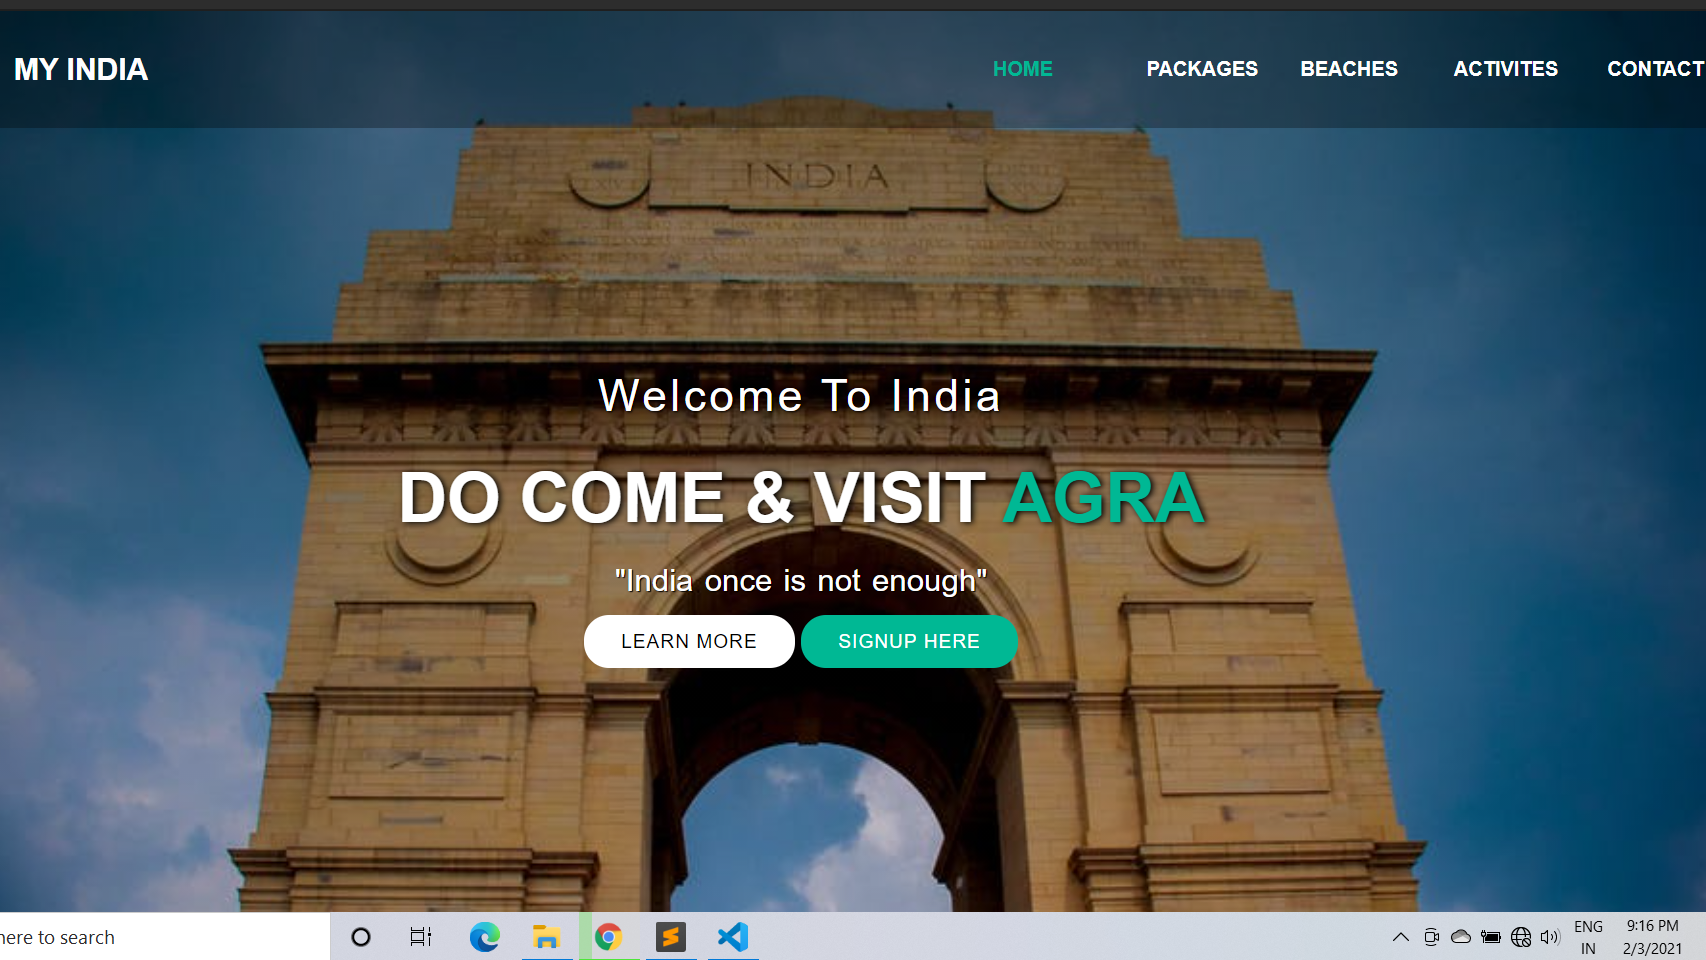 MY INDIA
HOME PACKAGES BEACHES ACTIVITES CONTACT
INDIA
Welcome To India
DO COME & VISIT AGRA
"India once is not enough"
LEARN MORE SIGNUP HERE
here to search
ENG
IN
9:16 PM
2/3/2021